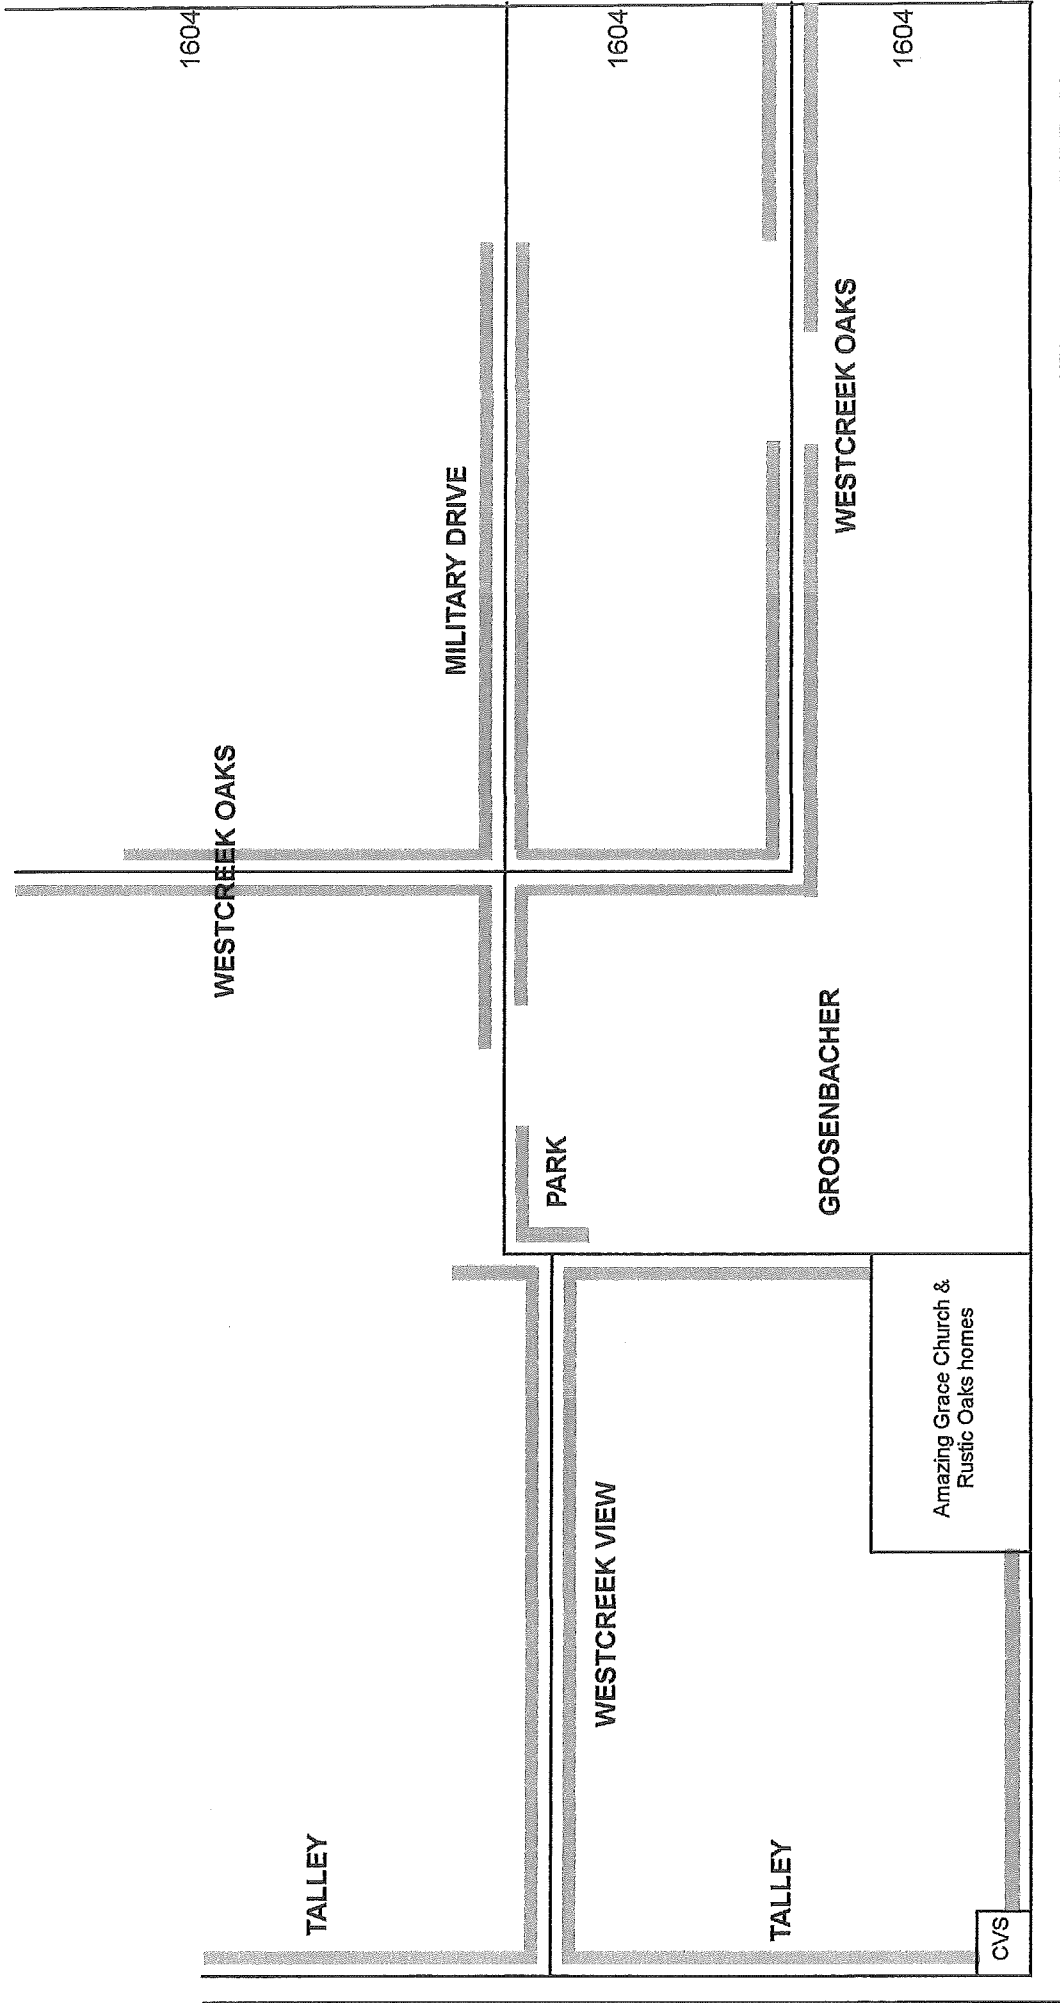 1604
1604
1604
MILITARY DRIVE
WESTCREEK OAKS
WESTCREEK OAKS
PARK
GROSENBACHER
Amazing Grace Church &
Rustic Oaks homes
WESTCREEK VIEW
TALLEY
TALLEY
CVS